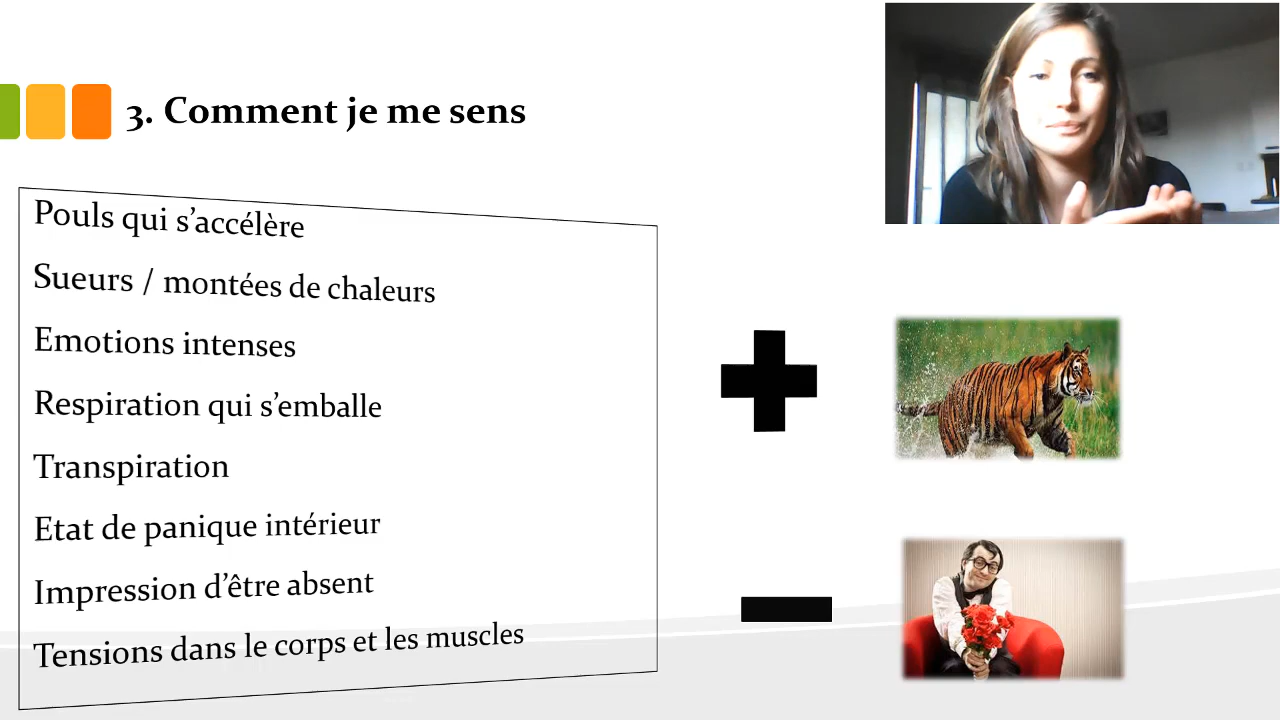 3. Comment je me sens
Pouls qui s’accélère
Sueurs / montées de chaleurs
Emotions intenses
Respiration qui s’emballe
Transpiration
Etat de panique intérieur
Impression d’être absent
Tensions dans le corps et les muscles